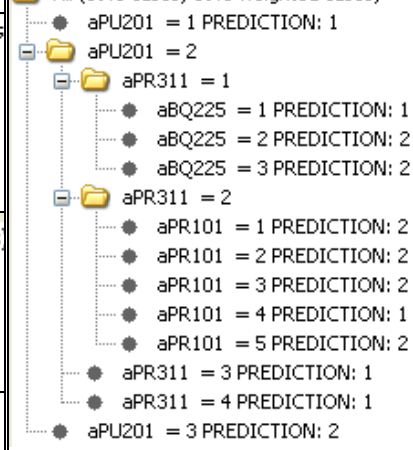 aPU201 = 1 PREDICTION: 1
aPU201 = 2
aPR311 = 1
aBQ225 = 1 PREDICTION: 1
aBQ225 = 2 PREDICTION: 2
aBQ225 = 3 PREDICTION: 2
aPR311 = 2
aPR101 = 1 PREDICTION: 2
aPR101 = 2 PREDICTION: 2
aPR101 = 3 PREDICTION: 2
aPR101 = 4 PREDICTION: 1
aPR101 = 5 PREDICTION: 2
aPR311 = 3 PREDICTION: 1
aPR311 = 4 PREDICTION: 1
aPU201 = 3 PREDICTION: 2